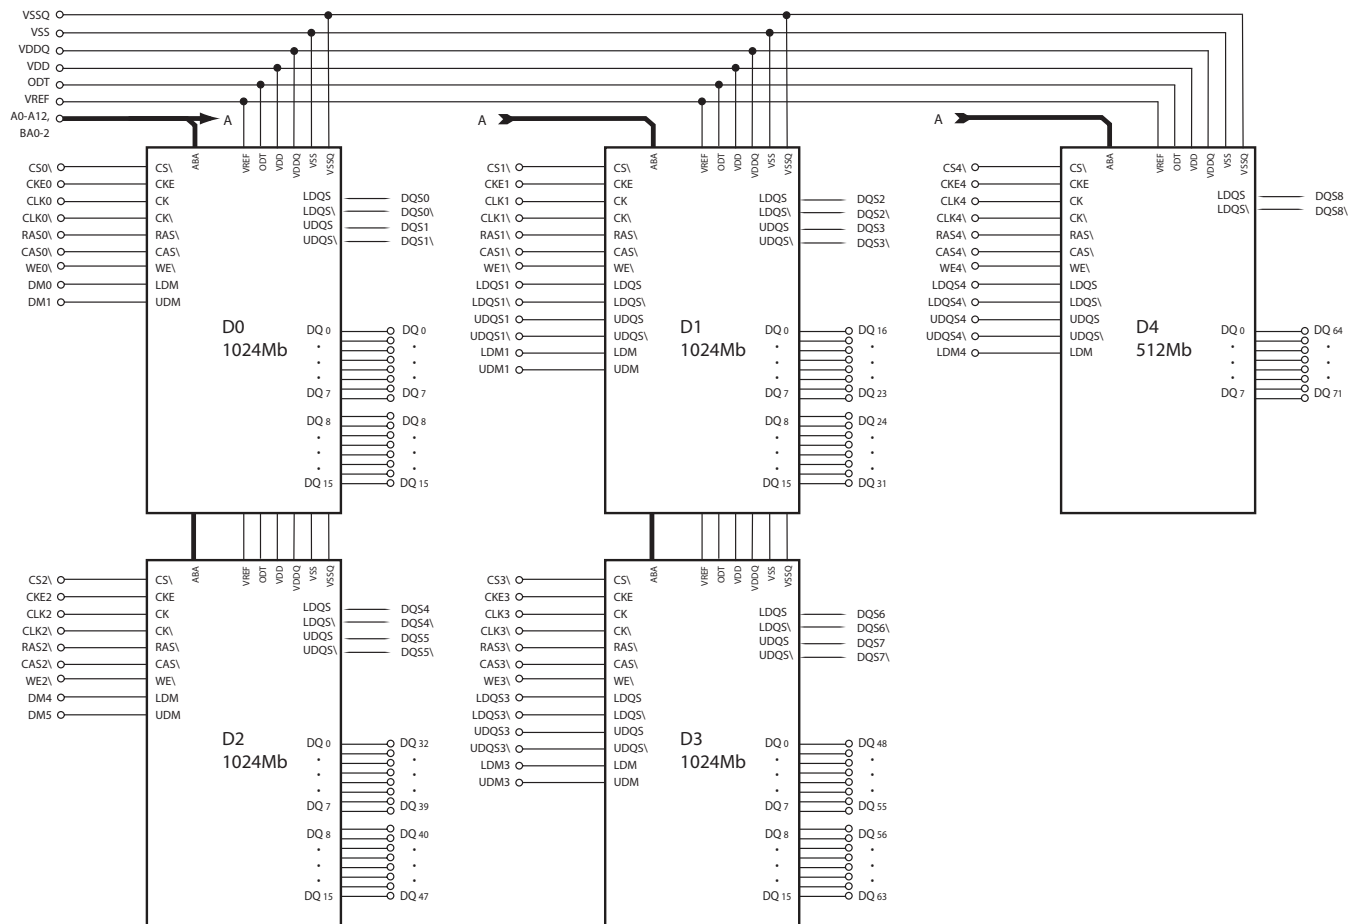 VSSQ
VSS
VDDQ
VDD
ODT
VREF
A0-A12,
BA0-2
A
A
A
ABA VREF ODT VDD VDDQ VSS VSSQ
CS0\ CS\
CKE0 CKE
CLK0 CK
CLK0\ CK\
RAS0\ RAS\
CAS0\ CAS\
WE0\ WE\
DM0 LDM
DM1 UDM
LDQS DQS0
LDQS\ DQS0\
UDQS DQS1
UDQS\ DQS1\
D0
1024Mb
DQ 0 DQ 0
DQ 7 DQ 7
DQ 8 DQ 8
DQ 15 DQ 15
ABA VREF ODT VDD VDDQ VSS VSSQ
CS1\ CS\
CKE1 CKE
CLK1 CK
CLK1\ CK\
RAS1\ RAS\
CAS1\ CAS\
WE1\ WE\
LDQS1 LDQS
LDQS1\ LDQS\
UDQS1 UDQS
UDQS1\ UDQS\
LDM1 LDM
UDM1 UDM
LDQS DQS2
LDQS\ DQS2\
UDQS DQS3
UDQS\ DQS3\
D1
1024Mb
DQ 0 DQ 16
DQ 7 DQ 23
DQ 8 DQ 24
DQ 15 DQ 31
ABA VREF ODT VDD VDDQ VSS VSSQ
CS4\ CS\
CKE4 CKE
CLK4 CK
CLK4\ CK\
RAS4\ RAS\
CAS4\ CAS\
WE4\ WE\
LDQS4 LDQS
LDQS4\ LDQS\
UDQS4 UDQS
UDQS4\ UDQS\
LDM4 LDM
LDQS DQS8
LDQS\ DQS8\
D4
512Mb
DQ 0 DQ 64
DQ 7 DQ 71
ABA VREF ODT VDD VDDQ VSS VSSQ
CS2\ CS\
CKE2 CKE
CLK2 CK
CLK2\ CK\
RAS2\ RAS\
CAS2\ CAS\
WE2\ WE\
DM4 LDM
DM5 UDM
LDQS DQS4
LDQS\ DQS4\
UDQS DQS5
UDQS\ DQS5\
D2
1024Mb
DQ 0 DQ 32
DQ 7 DQ 39
DQ 8 DQ 40
DQ 15 DQ 47
ABA VREF ODT VDD VDDQ VSS VSSQ
CS3\ CS\
CKE3 CKE
CLK3 CK
CLK3\ CK\
RAS3\ RAS\
CAS3\ CAS\
WE3\ WE\
LDQS3 LDQS
LDQS3\ LDQS\
UDQS3 UDQS
UDQS3\ UDQS\
LDM3 LDM
UDM3 UDM
LDQS DQS6
LDQS\ DQS6\
UDQS DQS7
UDQS\ DQS7\
D3
1024Mb
DQ 0 DQ 48
DQ 7 DQ 55
DQ 8 DQ 56
DQ 15 DQ 63